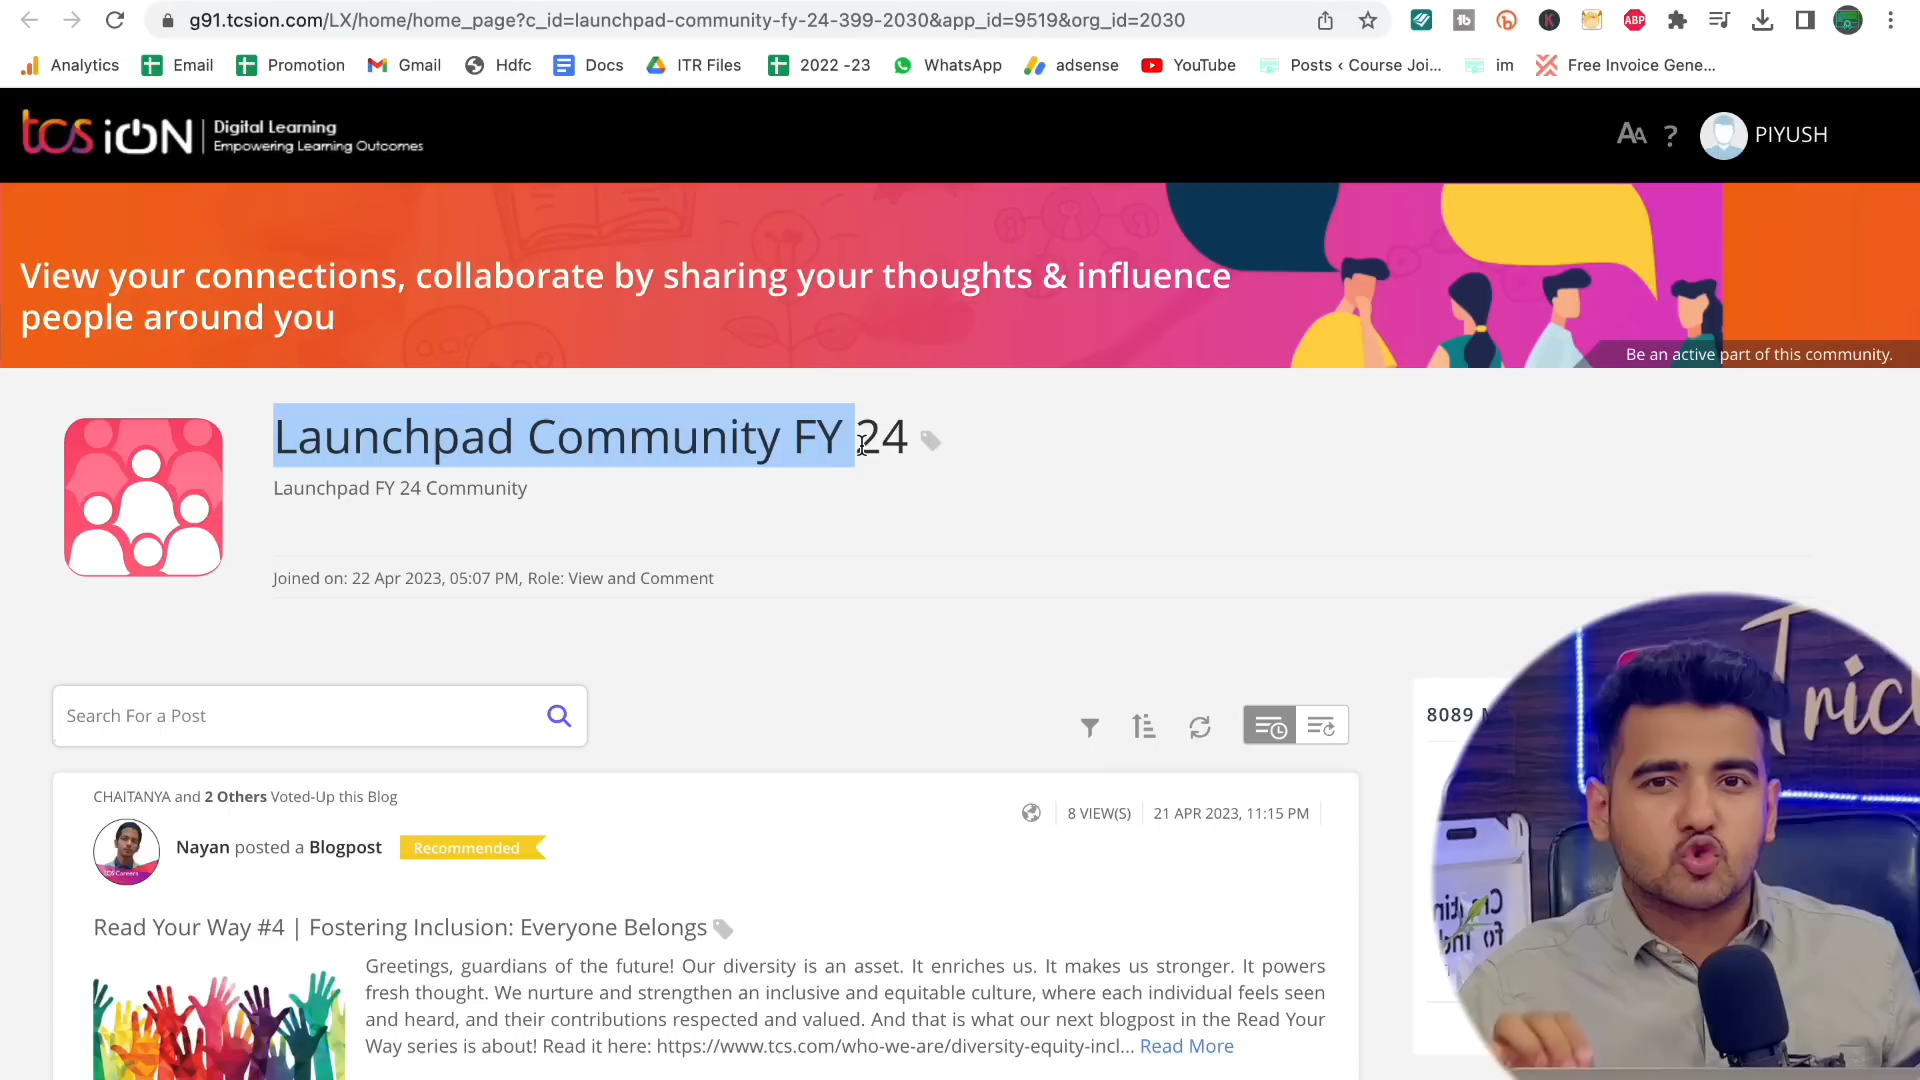 g91.tcsion.com/LX/home/home_page?c_id=launchpad-community-fy-24-399-2030&app_id=9519&org_id=2030
Analytics Email Promotion Gmail Hdfc Docs ITR Files 2022 -23 WhatsApp adsense YouTube Posts ‹ Course Joi... im Free Invoice Gene...
tcs iON Digital Learning
Empowering Learning Outcomes
AA ? PIYUSH
View your connections, collaborate by sharing your thoughts & influence
people around you
Be an active part of this community.
Launchpad Community FY 24
Launchpad FY 24 Community
Joined on: 22 Apr 2023, 05:07 PM, Role: View and Comment
Search For a Post
8089
CHAITANYA and 2 Others Voted-Up this Blog
8 VIEW(S) 21 APR 2023, 11:15 PM
Nayan posted a Blogpost Recommended
Read Your Way #4 | Fostering Inclusion: Everyone Belongs
Greetings, guardians of the future! Our diversity is an asset. It enriches us. It makes us stronger. It powers
fresh thought. We nurture and strengthen an inclusive and equitable culture, where each individual feels seen
and heard, and their contributions respected and valued. And that is what our next blogpost in the Read Your
Way series is about! Read it here: https://www.tcs.com/who-we-are/diversity-equity-incl... Read More